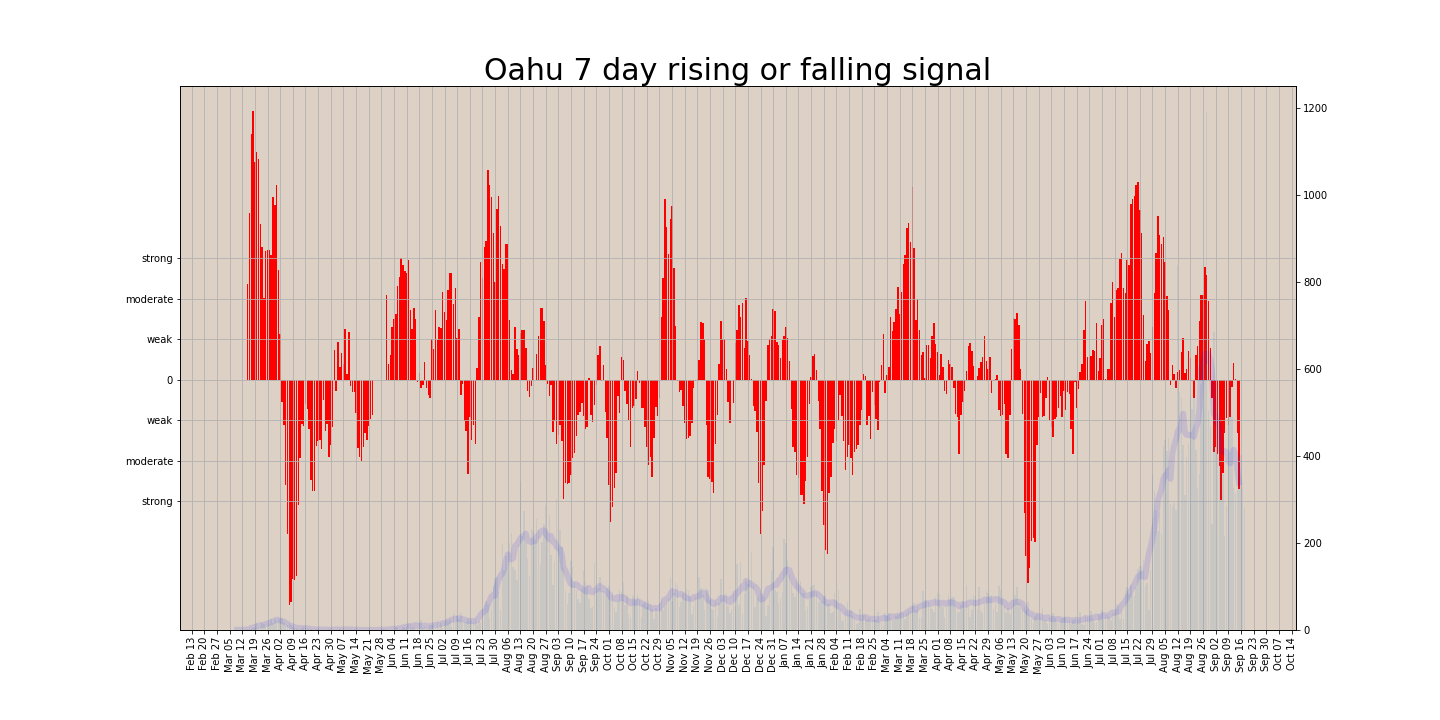 Oahu 7 day rising or falling signal
strong
moderate
weak
0
weak
moderate
strong
1200
1000
800
600
400
200
0
Feb 13
Feb 20
Feb 27
Mar 05
Mar 12
Mar 19
Mar 26
Apr 02
Apr 09
Apr 16
Apr 23
Apr 30
May 07
May 14
May 21
May 28
Jun 04
Jun 11
Jun 18
Jun 25
Jul 02
Jul 09
Jul 16
Jul 23
Jul 30
Aug 06
Aug 13
Aug 20
Aug 27
Sep 03
Sep 10
Sep 17
Sep 24
Oct 01
Oct 08
Oct 15
Oct 22
Oct 29
Nov 05
Nov 12
Nov 19
Nov 26
Dec 03
Dec 10
Dec 17
Dec 24
Dec 31
Jan 07
Jan 14
Jan 21
Jan 28
Feb 04
Feb 11
Feb 18
Feb 25
Mar 04
Mar 11
Mar 18
Mar 25
Apr 01
Apr 08
Apr 15
Apr 22
Apr 29
May 06
May 13
May 20
May 27
Jun 03
Jun 10
Jun 17
Jun 24
Jul 01
Jul 08
Jul 15
Jul 22
Jul 29
Aug 05
Aug 12
Aug 19
Aug 26
Sep 02
Sep 09
Sep 16
Sep 23
Sep 30
Oct 07
Oct 14